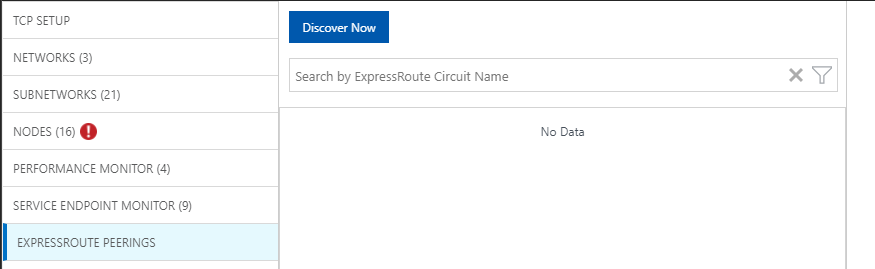 TCP SETUP
NETWORKS (3)
SUBNETWORKS (21)
NODES (16)
PERFORMANCE MONITOR (4)
SERVICE ENDPOINT MONITOR (9)
EXPRESSROUTE PEERINGS
Discover Now
Search by ExpressRoute Circuit Name
No Data